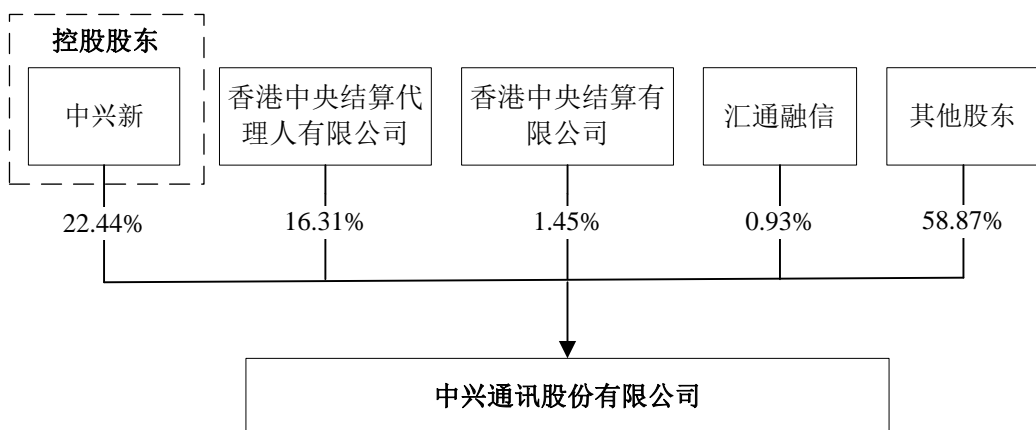 控股股东
中兴新
香港中央结算代
理人有限公司
香港中央结算有
限公司
汇通融信
其他股东
22.44%
16.31%
1.45%
0.93%
58.87%
中兴通讯股份有限公司